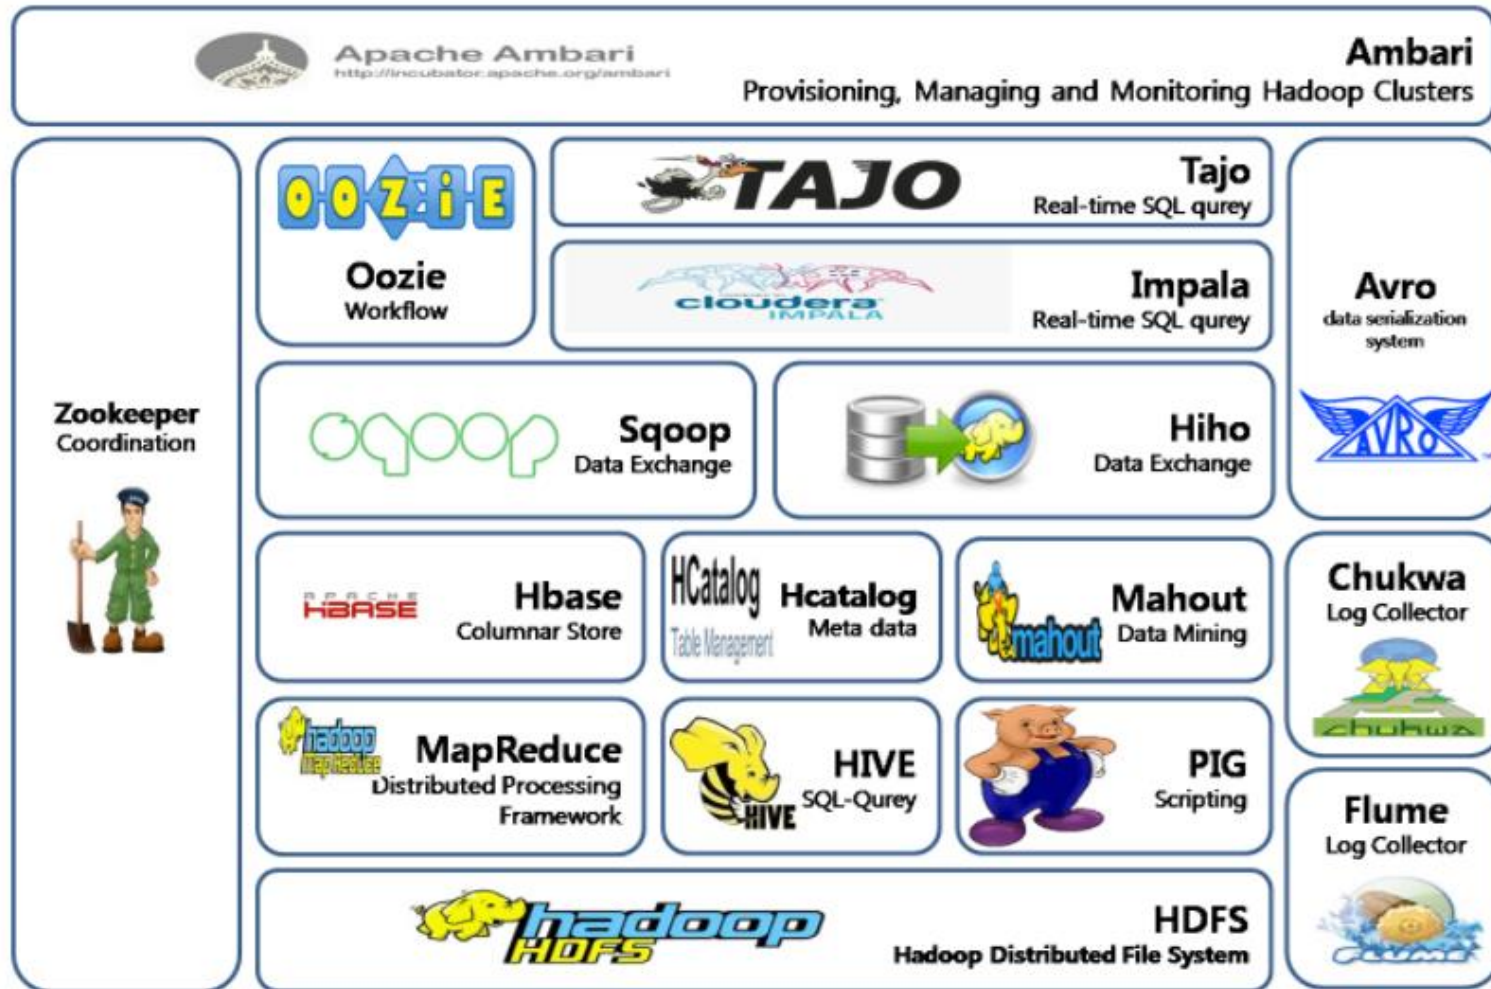 Apache Ambari
http://incubator.apache.org/ambari
Ambari
Provisioning, Managing and Monitoring Hadoop Clusters
Zookeeper
Coordination
OOZiE
Oozie
Workflow
TAJO
Tajo
Real-time SQL qurey
cloudera
IMPALA
Impala
Real-time SQL qurey
Avro
data serialization
system
AVRO
sqoop
Sqoop
Data Exchange
Hiho
Data Exchange
APACHE
HBASE
Hbase
Columnar Store
HCatalog
Table Management
Hcatalog
Meta data
mahout
Mahout
Data Mining
Chukwa
Log Collector
chukwa
hadoop
Map Reduce
MapReduce
Distributed Processing
Framework
HIVE
HIVE
SQL-Qurey
PIG
Scripting
Flume
Log Collector
FLUME
hadoop
HDFS
HDFS
Hadoop Distributed File System